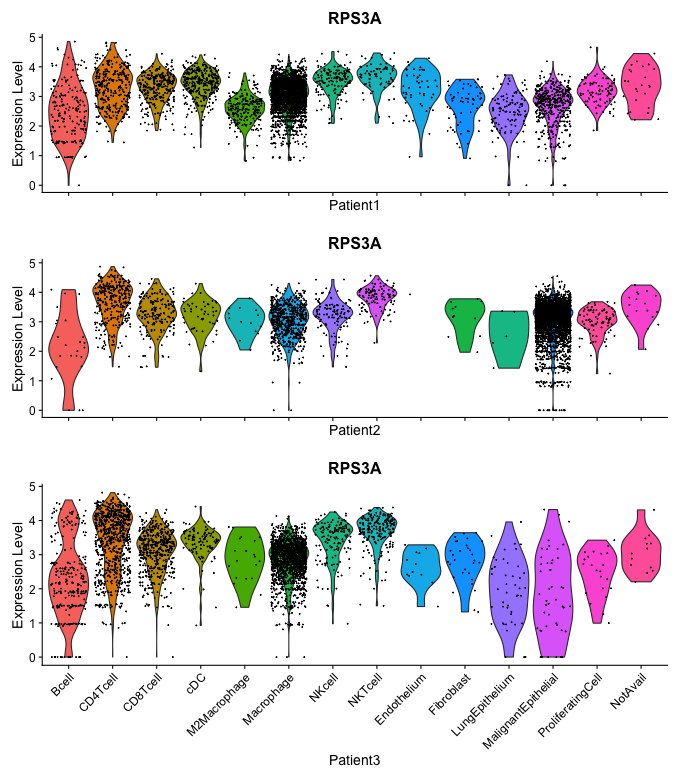 RPS3A
Expression Level
5
4
3
2
1
0
Patient1
RPS3A
Expression Level
5
4
3
2
1
0
Patient2
RPS3A
Expression Level
5
4
3
2
1
0
Bcell
CD4Tcell
CD8Tcell
cDC
M2Macrophage
Macrophage
NKcell
NKTcell
Endothelium
Fibroblast
LungEpithelium
MalignantEpithelial
ProliferatingCell
NotAvail
Patient3